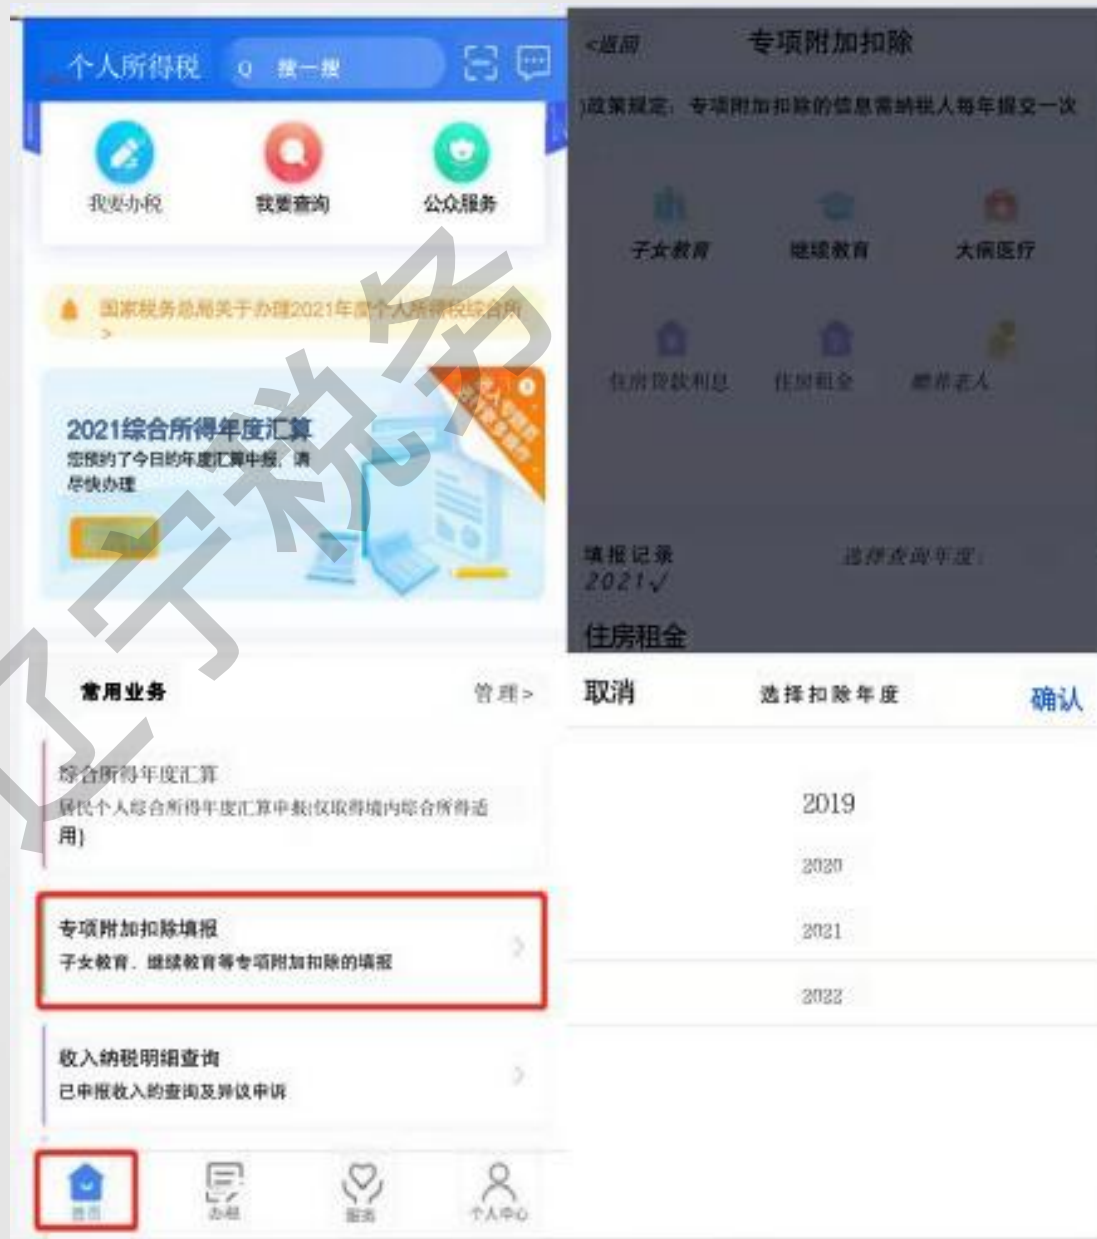 个人所得税
Q 搜一搜
我要办税 我要查询 公众服务
国家税务总局关于办理2021年度个人所得税综合所
>
2021综合所得年度汇算
您预约了今日的年度汇算申报，请
尽快办理
常用业务 管理>
综合所得年度汇算
居民个人综合所得年度汇算申报(仅取得境内综合所得适
用)
专项附加扣除填报
子女教育、继续教育等专项附加扣除的填报
收入纳税明细查询
已申报收入的查询及异议申诉
首页 办税 服务 个人中心
<返回 专项附加扣除
政策规定：专项附加扣除的信息需纳税人每年提交一次
子女教育 继续教育 大病医疗
住房贷款利息 住房租金 赡养老人
填报记录 选择查询年度:
2021√
住房租金
取消 选择扣除年度 确认
2019
2020
2021
2022
辽宁税务